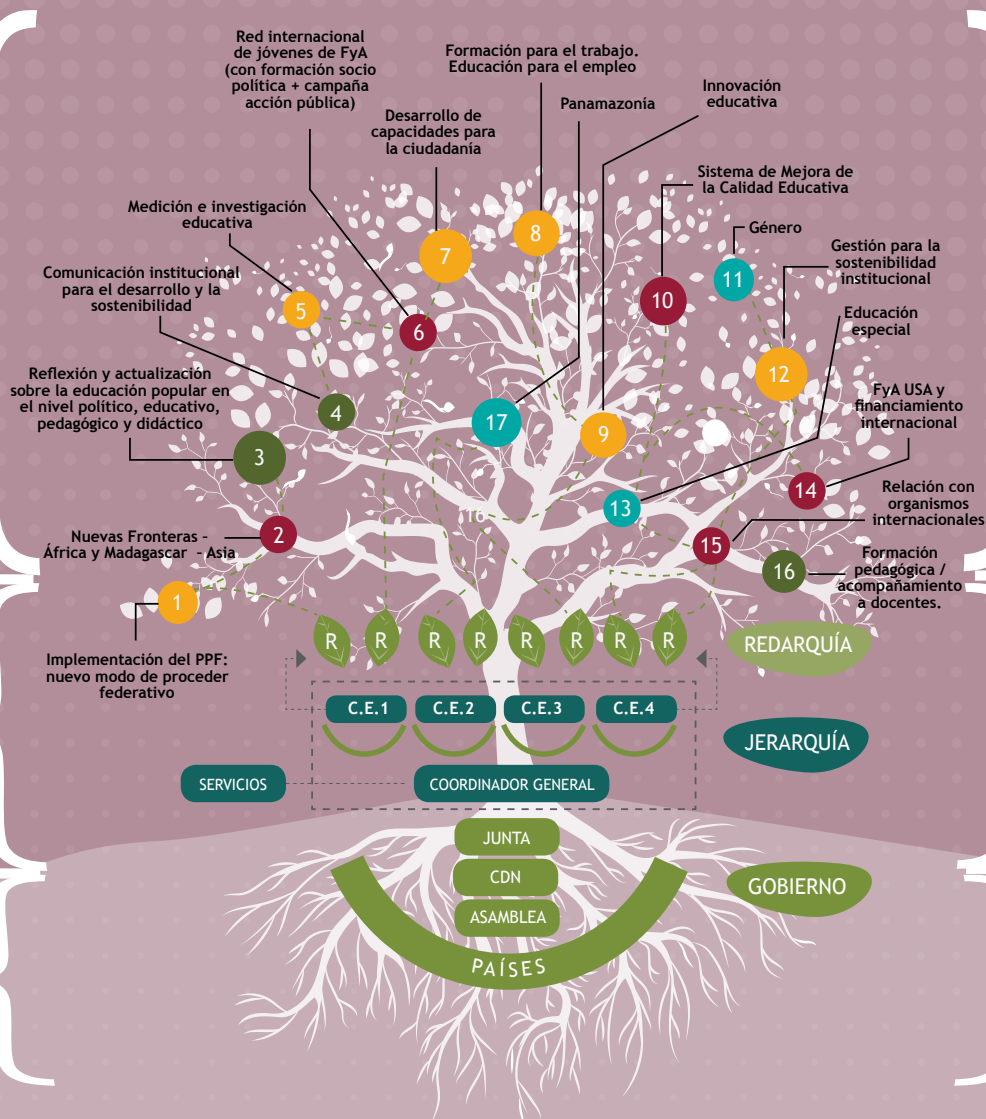 Red internacional
de jóvenes de FyA
(con formación socio
política + campaña
acción pública)
Formación para el trabajo.
Educación para el empleo
Innovación
educativa
Panamazonía
Desarrollo de
capacidades para
la ciudadanía
Sistema de Mejora de
la Calidad Educativa
Medición e investigación
educativa
Género
Gestión para la
sostenibilidad
institucional
Comunicación institucional
para el desarrollo y la
sostenibilidad
Educación
especial
Reflexión y actualización
sobre la educación popular en
el nivel político, educativo,
pedagógico y didáctico
FyA USA y
financiamiento
internacional
Relación con
organismos
internacionales
Nuevas Fronteras -
África y Madagascar - Asia
Formación
pedagógica /
acompañamiento
a docentes.
Implementación del PPF:
nuevo modo de proceder
federativo
8
7
11
10
5
6
12
4
17
9
3
14
13
16
2
15
16
1
R R R R R R R R
REDARQUÍA
C.E.1 C.E.2 C.E.3 C.E.4
JERARQUÍA
SERVICIOS
COORDINADOR GENERAL
JUNTA
CDN
ASAMBLEA
GOBIERNO
PAÍSES